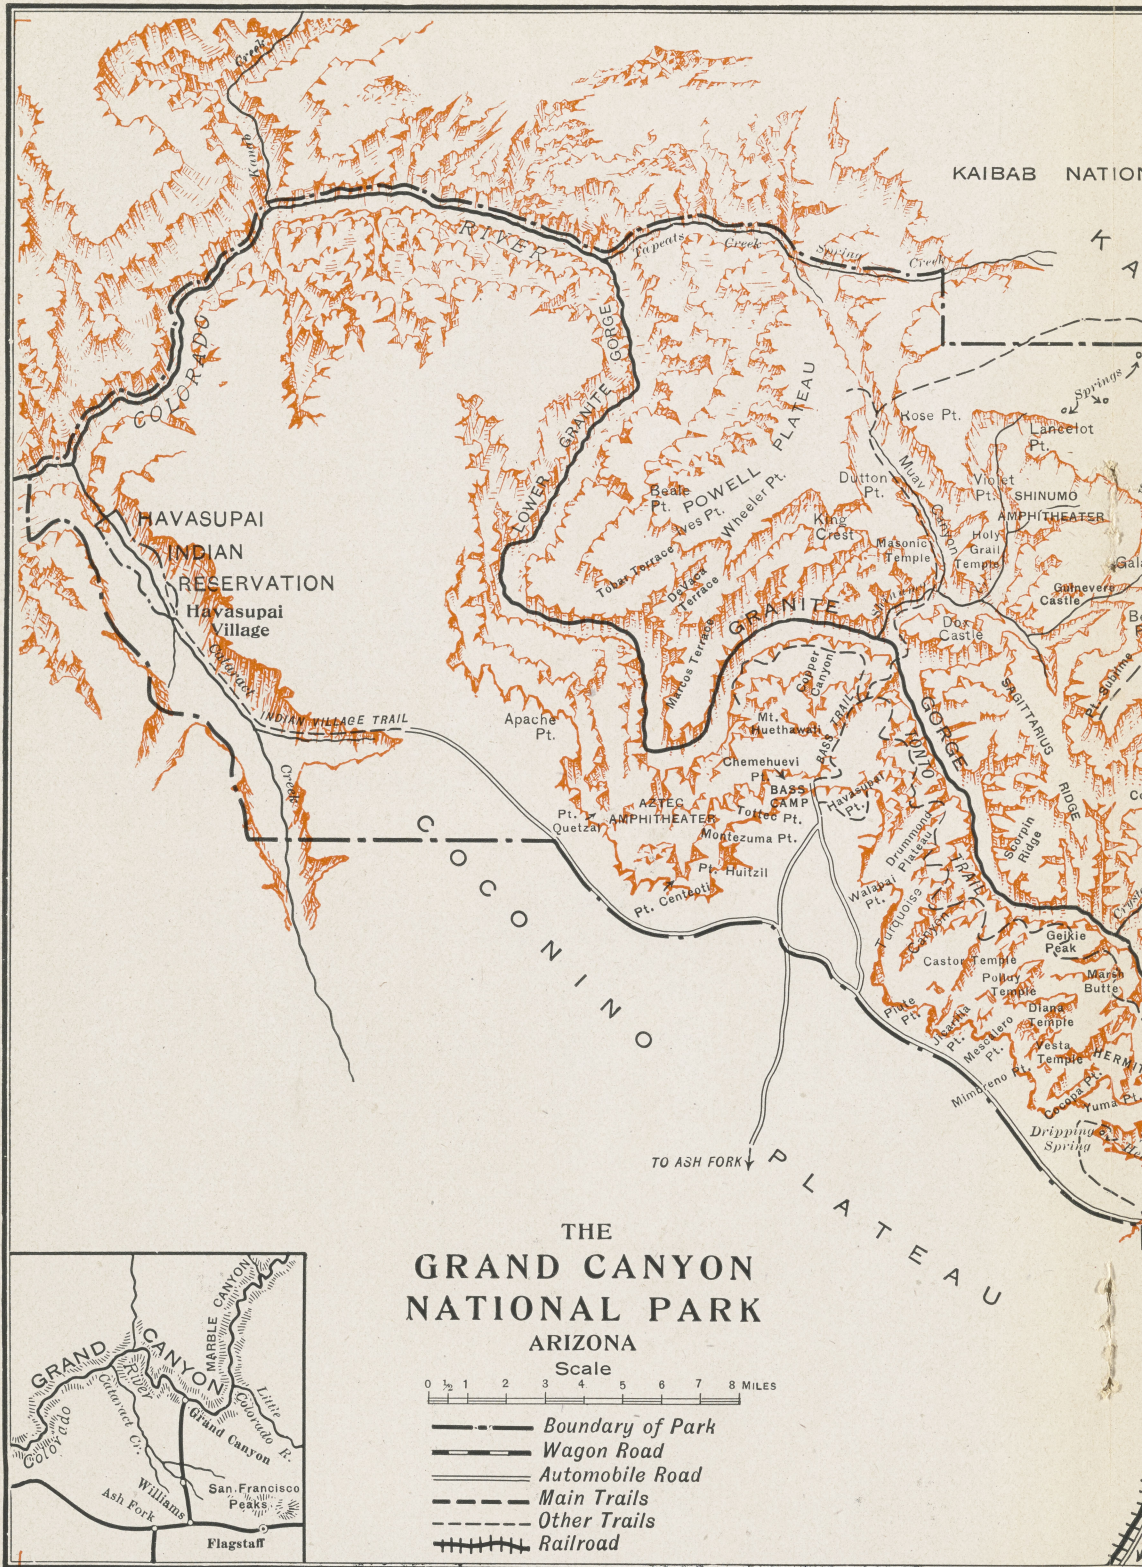 Creek
Kanab
KAIBAB NATION
K
A
RIVER
Tapeats
Creek
Spring
Creek
COLORADO
GORGE
GRANITE
LOWER
PLATEAU
POWELL
Springs
Rose Pt.
Lancelot
Pt.
Muav
Canyon
Dutton
Pt.
Violet
Pt.
SHINUMO
AMPHITHEATER
Beale
Pt.
Ives Pt.
Wheeler Pt.
King
Crest
Masonic
Temple
Holy
Grail
Temple
HAVASUPAI
INDIAN
RESERVATION
Havasupai
Village
Tobar Terrace
DeVaca
Terrace
Marcos Terrace
Guinevere
Castle
Gala
GRANITE
GORGE
Dox
Castle
Pt. Sublime
SAGITTARIUS
RIDGE
Copper
Canyon
BASS TRAIL
TONTO
TRAIL
Cataract
Creek
INDIAN VILLAGE TRAIL
Apache
Pt.
Mt.
Huethawali
Chemehuevi
Pt.
BASS
CAMP
Havasupai
Pt.
AZTEC
AMPHITHEATER
Pt.
Quetzal
Toltec Pt.
Montezuma Pt.
Drummond
Plateau
Scorpin
Ridge
Pt. Huitzil
Pt. Centeotl
Walapai
Pt.
Turquoise
Canyon
Geikie
Peak
Castor Temple
Pollux
Temple
Marsh
Butte
Piute
Pt.
Jicarilla
Pt.
Mescalero
Pt.
Diana
Temple
Vesta
Temple
HERMIT
Mimbreno Pt.
Cocopa Pt.
Yuma Pt.
Dripping
Spring
COCONINO
PLATEAU
TO ASH FORK
THE
GRAND CANYON
NATIONAL PARK
ARIZONA
Scale
0 ½ 1 2 3 4 5 6 7 8 MILES
Boundary of Park
Wagon Road
Automobile Road
Main Trails
Other Trails
Railroad
GRAND CANYON
MARBLE CANYON
River
Cataract Cr.
Colorado
Little
Colorado R.
Grand Canyon
Williams
Ash Fork
San Francisco
Peaks
Flagstaff